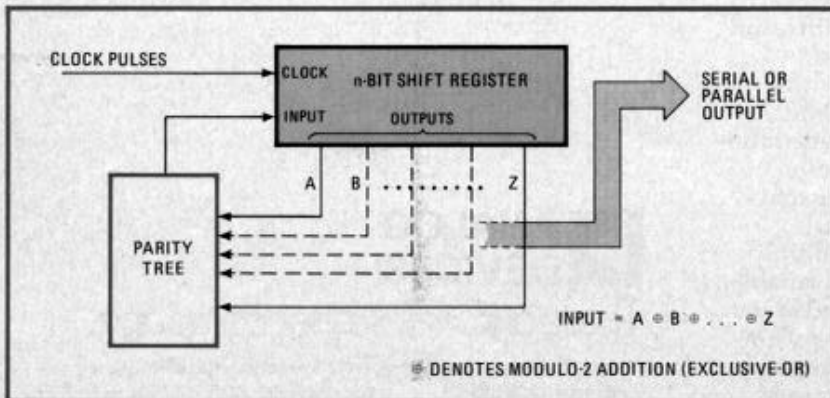 CLOCK PULSES
CLOCK
n-BIT SHIFT REGISTER
SERIAL OR
PARALLEL
OUTPUT
INPUT
OUTPUTS
A
B
Z
PARITY
TREE
INPUT = A ⊕ B ⊕ . . . ⊕ Z
⊕ DENOTES MODULO-2 ADDITION (EXCLUSIVE-OR)